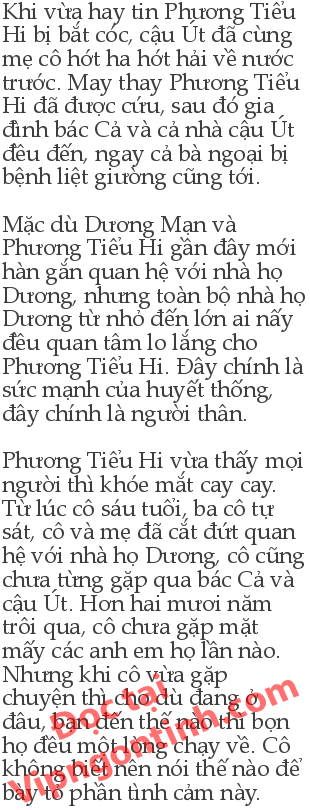 Khi vừa hay tin Phương Tiểu
Hi bị bắt cóc, cậu Út đã cùng
mẹ cô hớt ha hớt hải về nước
trước. May thay Phương Tiểu
Hi đã được cứu, sau đó gia
đình bác Cả và cả nhà cậu Út
đều đến, ngay cả bà ngoại bị
bệnh liệt giường cũng tới.
Mặc dù Dương Mạn và
Phương Tiểu Hi gần đây mới
hàn gắn quan hệ với nhà họ
Dương, nhưng toàn bộ nhà họ
Dương từ nhỏ đến lớn ai nấy
đều quan tâm lo lắng cho
Phương Tiểu Hi. Đây chính là
sức mạnh của huyết thống,
đây chính là người thân.
Phương Tiểu Hi vừa thấy mọi
người thì khóe mắt cay cay.
Từ lúc cô sáu tuổi, ba cô tự
sát, cô và mẹ đã cắt đứt quan
hệ với nhà họ Dương, cô cũng
chưa từng gặp qua bác Cả và
cậu Út. Hơn hai mươi năm
trôi qua, cô chưa gặp mặt
mấy các anh em họ lần nào.
Nhưng khi cô vừa gặp
chuyện thì cho dù đang ở
đâu, bận đến thế nào thì bọn
họ đều một lòng chạy về. Cô
không biết nên nói thế nào để
bày tỏ phần tình cảm này.
Đọc tại
Vipngontinh.com